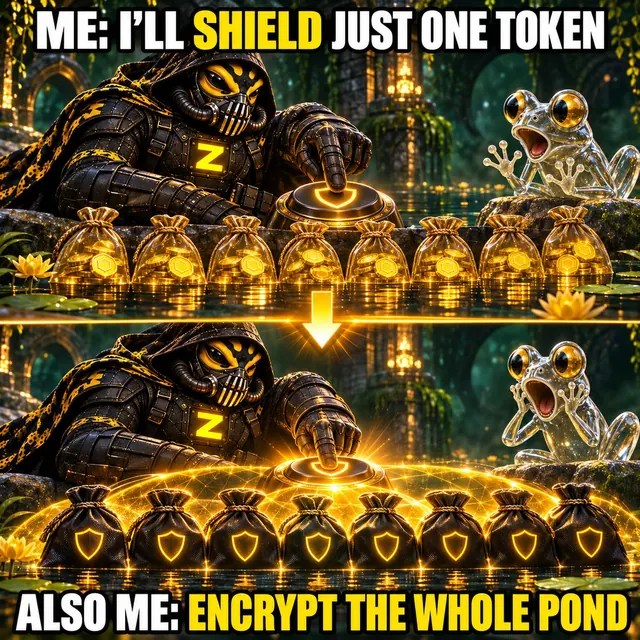 ME: I'LL SHIELD JUST ONE TOKEN
Z
Z
ALSO ME: ENCRYPT THE WHOLE POND